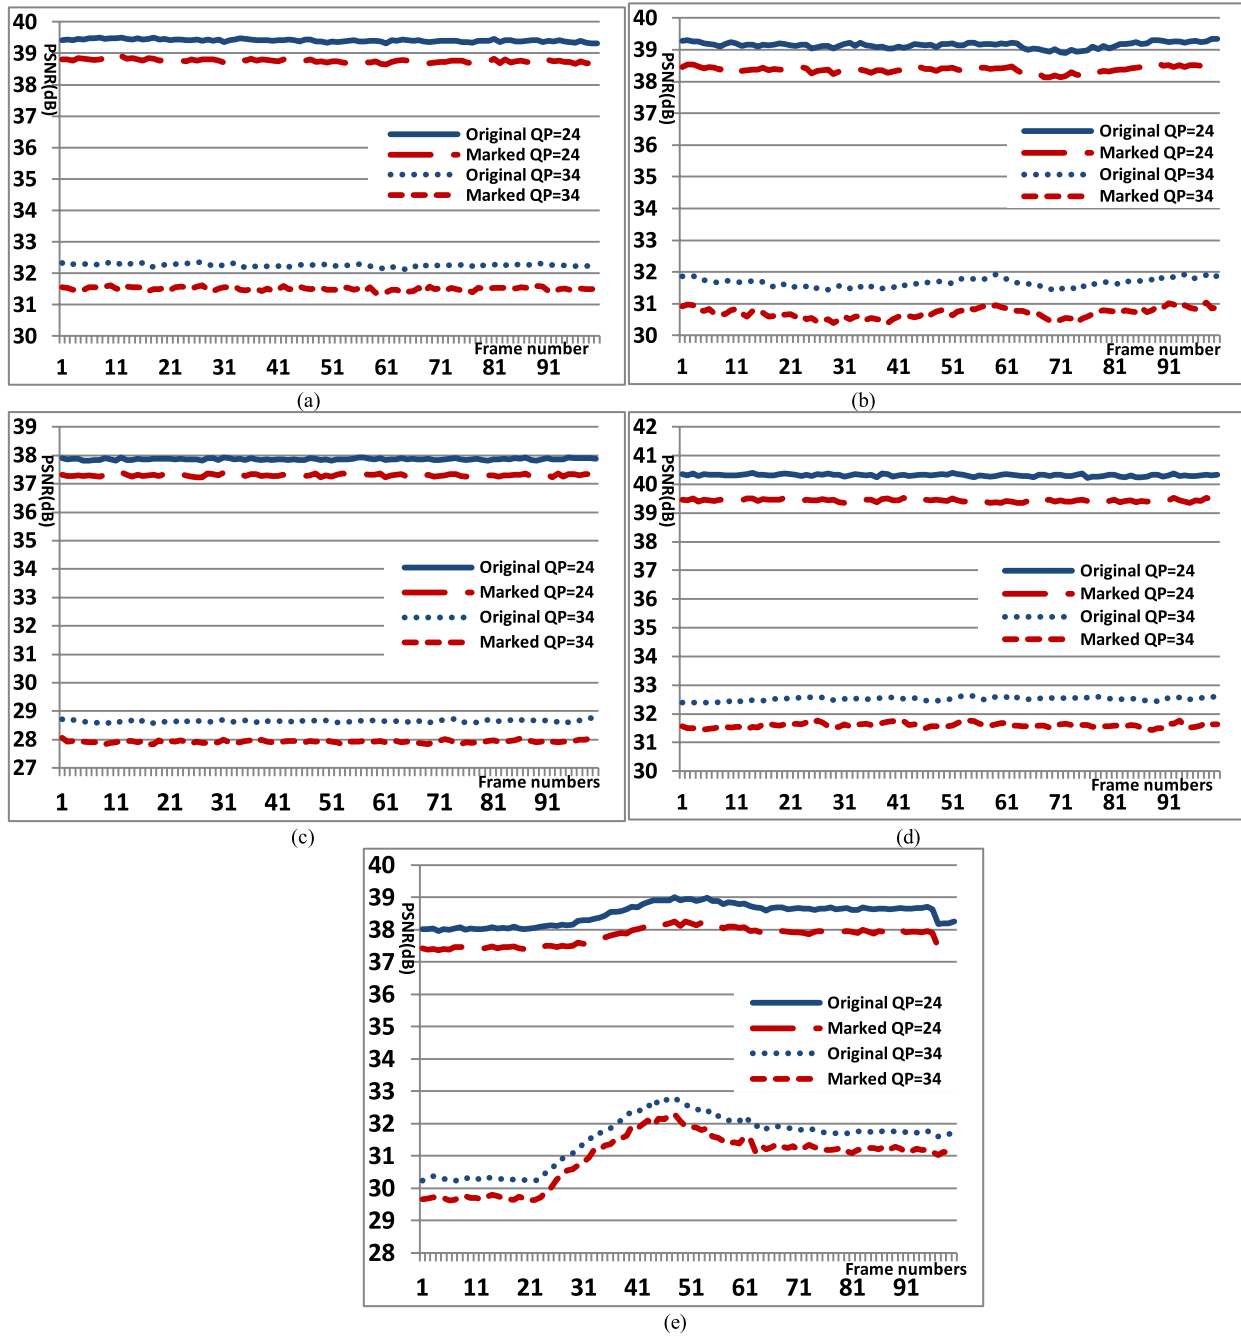 40
39
38
37
36
35
34
33
32
31
30
PSNR(dB)
Original QP=24
Marked QP=24
Original QP=34
Marked QP=34
Frame number
1 11 21 31 41 51 61 71 81 91
(a)
40
39
38
37
36
35
34
33
32
31
30
PSNR(dB)
Original QP=24
Marked QP=24
Original QP=34
Marked QP=34
Frame number
1 11 21 31 41 51 61 71 81 91
(b)
39
38
37
36
35
34
33
32
31
30
29
28
27
PSNR(dB)
Original QP=24
Marked QP=24
Original QP=34
Marked QP=34
Frame numbers
1 11 21 31 41 51 61 71 81 91
(c)
42
41
40
39
38
37
36
35
34
33
32
31
30
PSNR(dB)
Original QP=24
Marked QP=24
Original QP=34
Marked QP=34
Frame numbers
1 11 21 31 41 51 61 71 81 91
(d)
40
39
38
37
36
35
34
33
32
31
30
29
28
PSNR(dB)
Original QP=24
Marked QP=24
Original QP=34
Marked QP=34
Frame numbers
1 11 21 31 41 51 61 71 81 91
(e)